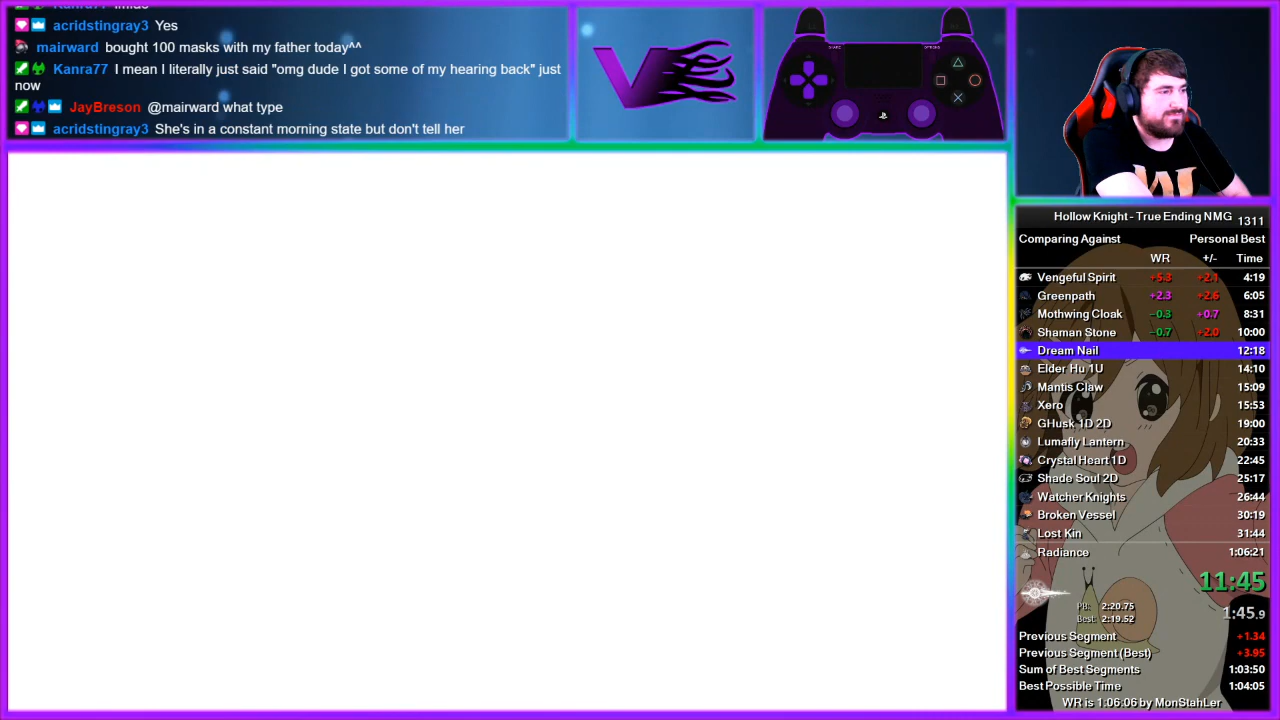 Kanra77
acridstingray3 Yes
mairward bought 100 masks with my father today^^
Kanra77 I mean I literally just said "omg dude I got some of my hearing back" just
now
JayBreson @mairward what type
acridstingray3 She's in a constant morning state but don't tell her
SHARE OPTIONS
Hollow Knight - True Ending NMG 1311
Comparing Against Personal Best
WR +/- Time
Vengeful Spirit +5.3 +2.1 4:19
Greenpath +2.3 +2.6 6:05
Mothwing Cloak −0.3 +0.7 8:31
Shaman Stone −0.7 +2.0 10:00
Dream Nail 12:18
Elder Hu 1U 14:10
Mantis Claw 15:09
Xero 15:53
GHusk 1D 2D 19:00
Lumafly Lantern 20:33
Crystal Heart 1D 22:45
Shade Soul 2D 25:17
Watcher Knights 26:44
Broken Vessel 30:19
Lost Kin 31:44
Radiance 1:06:21
11:45
PB: 2:20.75
Best: 2:19.52
1:45.9
Previous Segment +1.34
Previous Segment (Best) +3.95
Sum of Best Segments 1:03:50
Best Possible Time 1:04:05
WR is 1:06:06 by MonStahLer